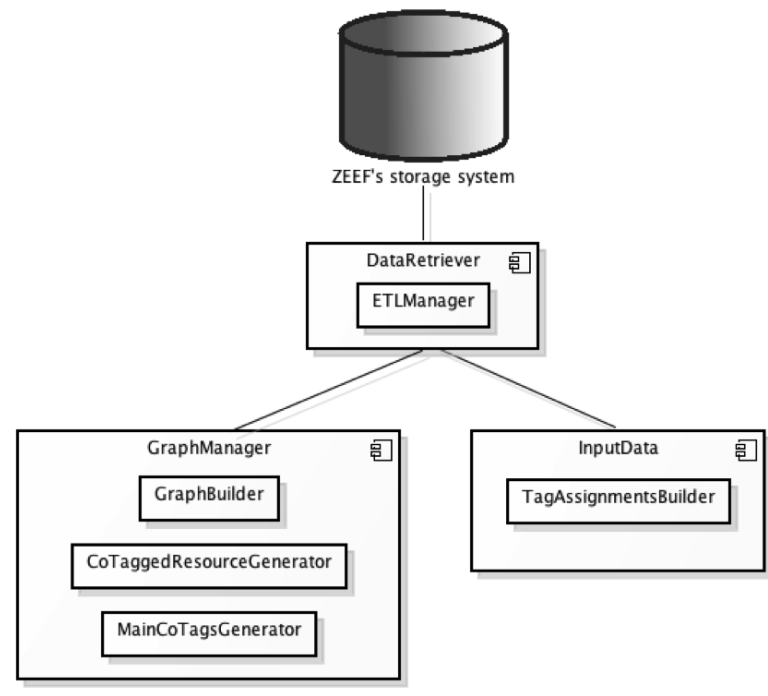 ZEEF's storage system
DataRetriever
ETLManager
GraphManager
GraphBuilder
CoTaggedResourceGenerator
MainCoTagsGenerator
InputData
TagAssignmentsBuilder